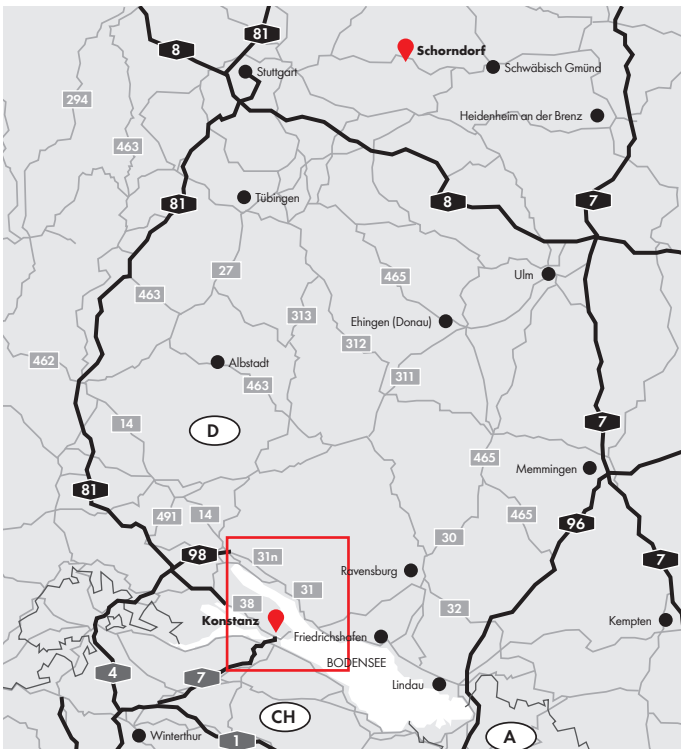 81
8
Schorndorf
Stuttgart
Schwäbisch Gmünd
294
Heidenheim an der Brenz
463
81
Tübingen
8
7
27
465
Ulm
463
313
Ehingen (Donau)
312
462
Albstadt
463
311
14
D
7
465
Memmingen
81
491
14
465
96
30
98
31n
7
Ravensburg
31
38
32
Konstanz
Kempten
Friedrichshafen
BODENSEE
4
7
Lindau
CH
Winterthur
1
A